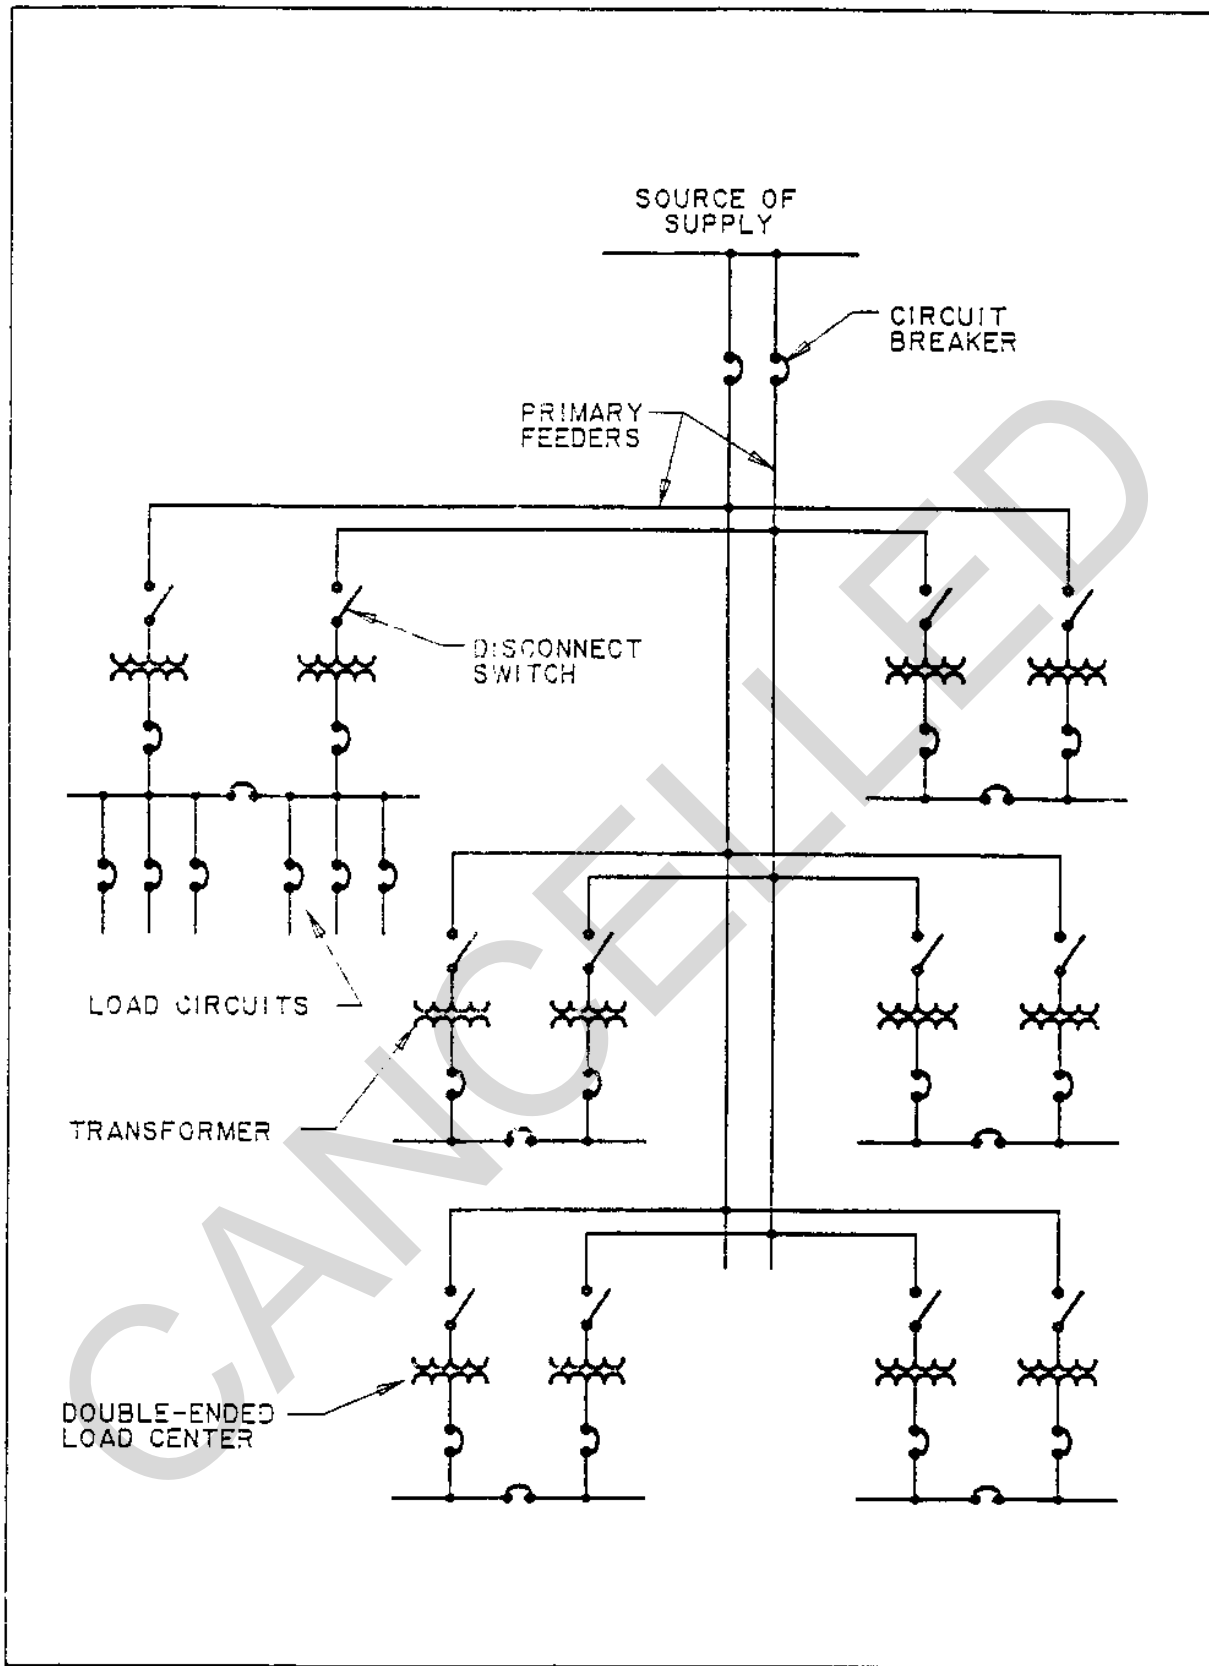 SOURCE OF
SUPPLY
CIRCUIT
BREAKER
PRIMARY
FEEDERS
DISCONNECT
SWITCH
LOAD CIRCUITS
TRANSFORMER
DOUBLE-ENDED
LOAD CENTER
CANCELLED